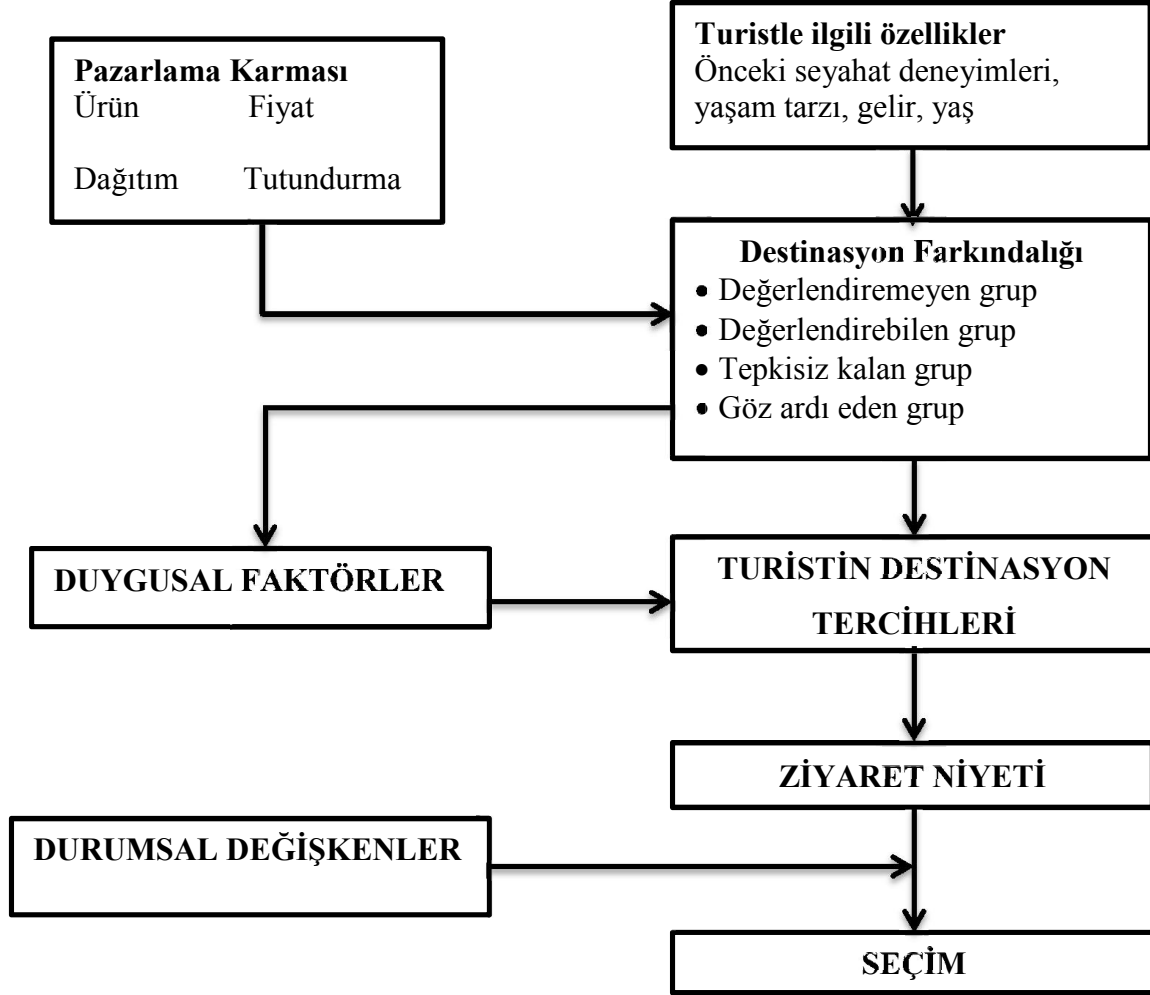 Pazarlama Karması
Ürün Fiyat
Dağıtım Tutundurma
Turistle ilgili özellikler
Önceki seyahat deneyimleri,
yaşam tarzı, gelir, yaş
Destinasyon Farkındalığı
• Değerlendiremeyen grup
• Değerlendirebilen grup
• Tepkisiz kalan grup
• Göz ardı eden grup
DUYGUSAL FAKTÖRLER
TURİSTİN DESTİNASYON
TERCİHLERİ
ZİYARET NİYETİ
DURUMSAL DEĞİŞKENLER
SEÇİM